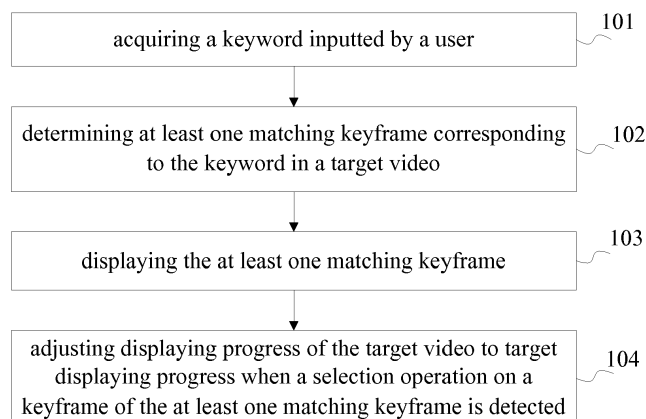 acquiring a keyword inputted by a user
101
determining at least one matching keyframe corresponding
to the keyword in a target video
102
displaying the at least one matching keyframe
103
adjusting displaying progress of the target video to target
displaying progress when a selection operation on a
keyframe of the at least one matching keyframe is detected
104